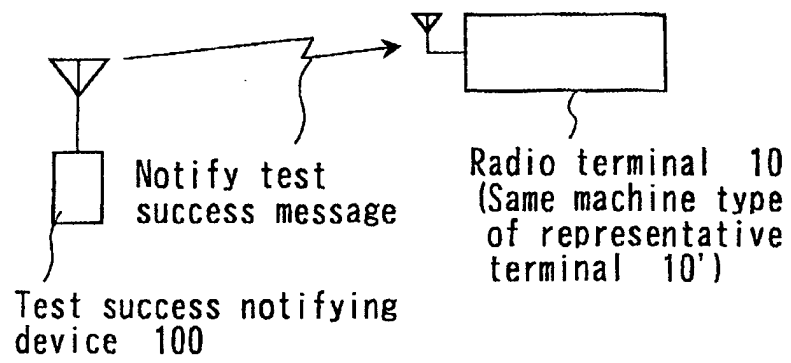 Notify test
success message
Radio terminal 10
(Same machine type
of representative
terminal 10')
Test success notifying
device 100